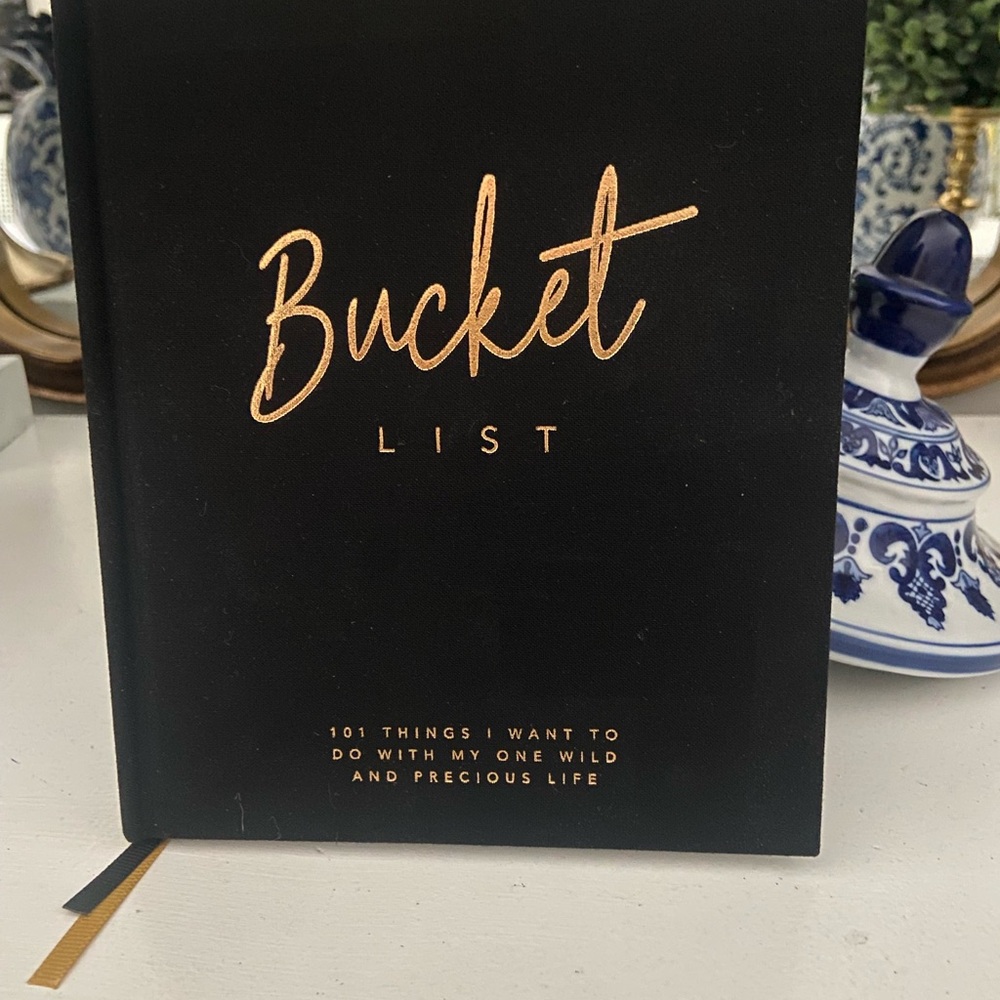 Bucket
LIST
101 THINGS I WANT TO
DO WITH MY ONE WILD
AND PRECIOUS LIFE